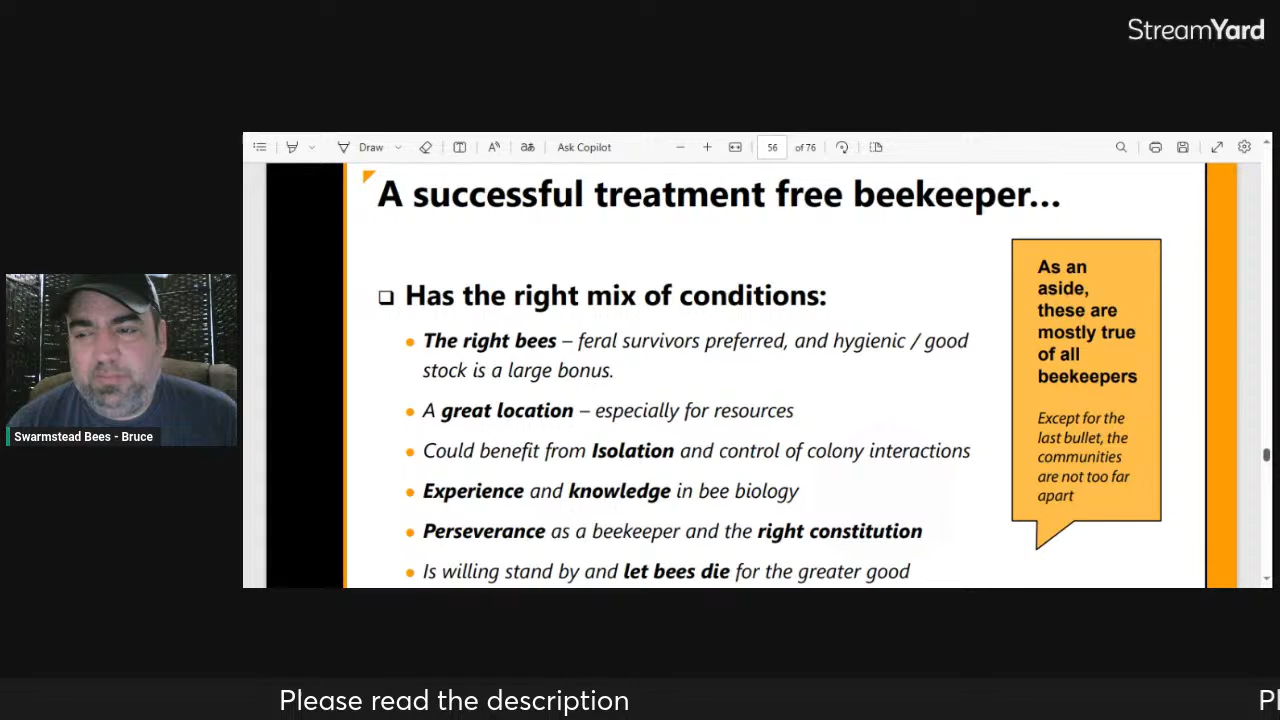 StreamYard
Draw
Ask Copilot
56
of 76
A successful treatment free beekeeper...
Has the right mix of conditions:
The right bees – feral survivors preferred, and hygienic / good
stock is a large bonus.
A great location – especially for resources
Could benefit from Isolation and control of colony interactions
Experience and knowledge in bee biology
Perseverance as a beekeeper and the right constitution
Is willing stand by and let bees die for the greater good
As an
aside,
these are
mostly true
of all
beekeepers
Except for the
last bullet, the
communities
are not too far
apart
Swarmstead Bees - Bruce
Please read the description